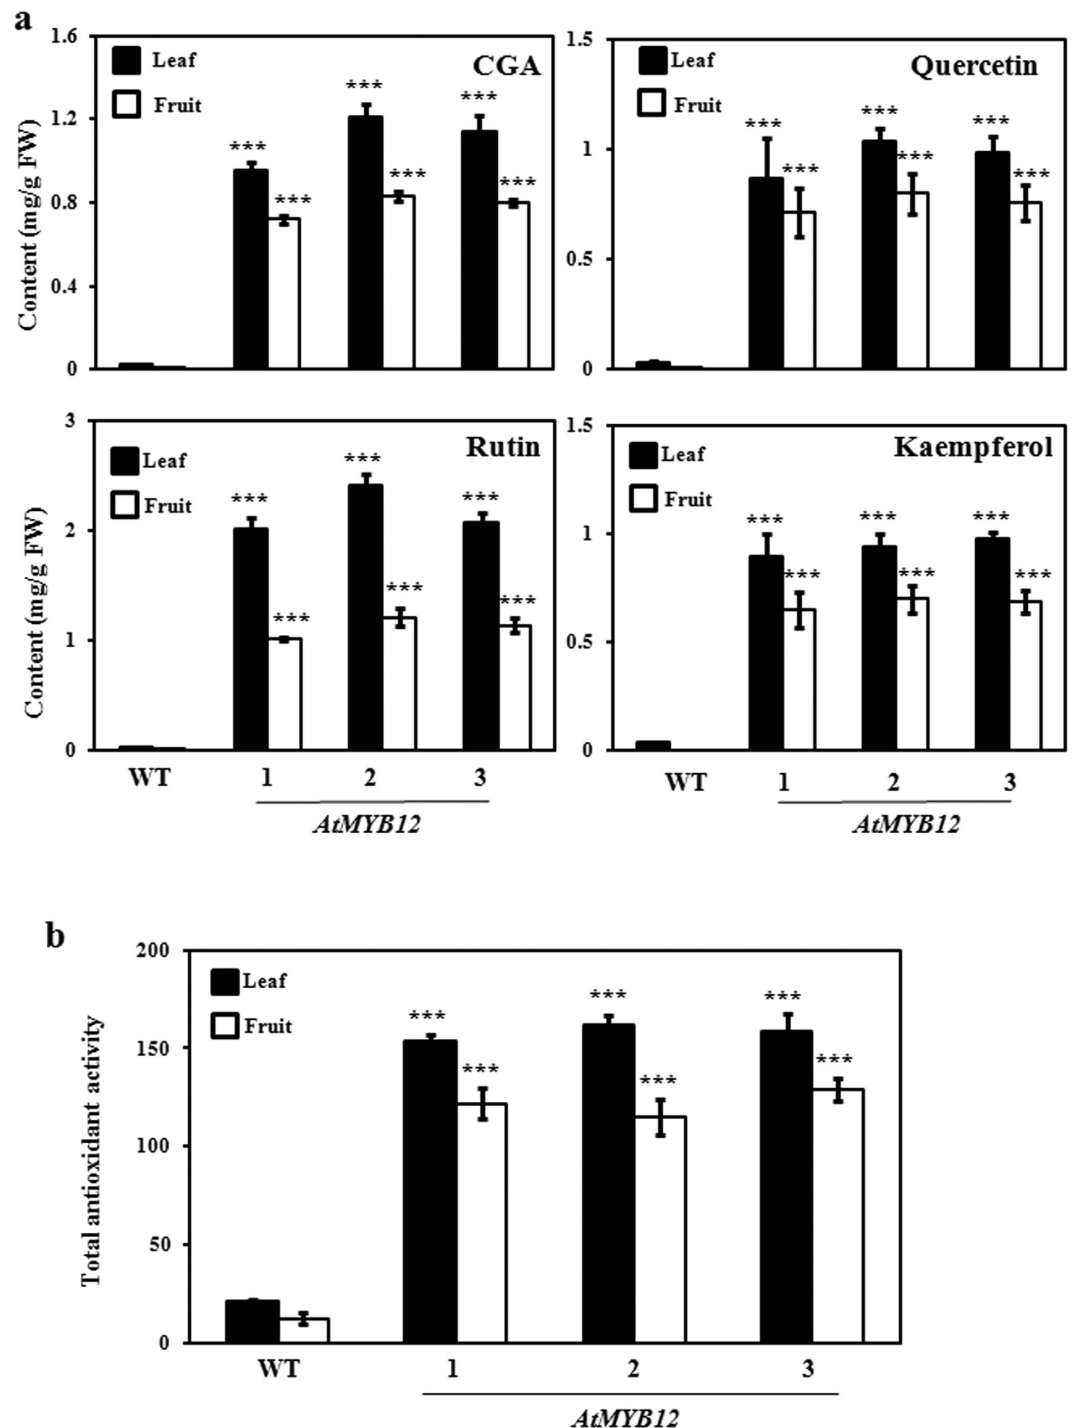 a
1.6
1.2
0.8
0.4
0
Content (mg/g FW)
Leaf
Fruit
CGA
***
***
***
***
***
***
1.5
1
0.5
0
Leaf
Fruit
Quercetin
***
***
***
***
***
***
3
2
1
0
Content (mg/g FW)
Leaf
Fruit
Rutin
***
***
***
***
***
***
WT
1
2
3
AtMYB12
1.5
1
0.5
0
Leaf
Fruit
Kaempferol
***
***
***
***
***
***
WT
1
2
3
AtMYB12
b
200
150
100
50
0
Total antioxidant activity
Leaf
Fruit
***
***
***
***
***
***
WT
1
2
3
AtMYB12